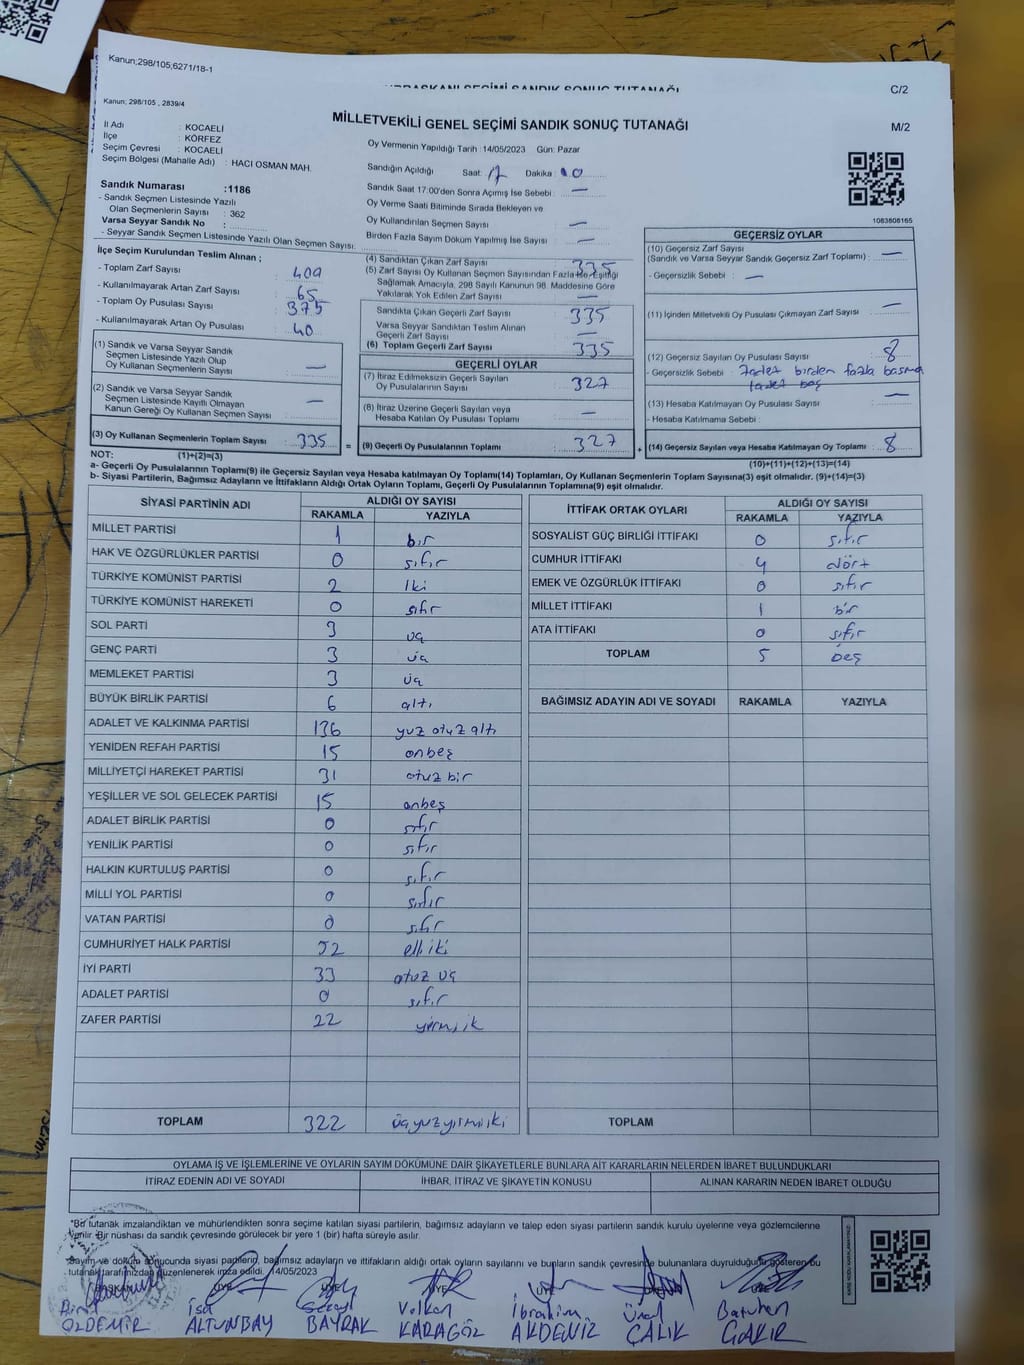 Kanun;298/105,6271/18-1
C/2
Kanun; 298/105 , 2839/4
MİLLETVEKİLİ GENEL SEÇİMİ SANDIK SONUÇ TUTANAĞI
M/2
İl Adı : KOCAELİ
İlçe : KÖRFEZ
Seçim Çevresi : KOCAELİ
Seçim Bölgesi (Mahalle Adı) : HACI OSMAN MAH.
Sandık Numarası :1186
- Sandık Seçmen Listesinde Yazılı
Olan Seçmenlerin Sayısı : 362
Varsa Seyyar Sandık No :
- Seyyar Sandık Seçmen Listesinde Yazılı Olan Seçmen Sayısı:
Oy Vermenin Yapıldığı Tarih :14/05/2023 Gün: Pazar
Sandığın Açıldığı Saat: 17 Dakika:
Sandık Saat 17:00'den Sonra Açılmış İse Sebebi : —
Oy Verme Saati Bitiminde Sırada Bekleyen ve
Oy Kullandırılan Seçmen Sayısı : —
Birden Fazla Sayım Döküm Yapılmış İse Sayısı : —
1083808165
İlçe Seçim Kurulundan Teslim Alınan ;
- Toplam Zarf Sayısı : 400
- Kullanılmayarak Artan Zarf Sayısı : 65
- Toplam Oy Pusulası Sayısı : 375
- Kullanılmayarak Artan Oy Pusulası : 40
(1) Sandık ve Varsa Seyyar Sandık
Seçmen Listesinde Yazılı Olup
Oy Kullanan Seçmenlerin Sayısı : —
(2) Sandık ve Varsa Seyyar Sandık
Seçmen Listesinde Kayıtlı Olmayan
Kanun Gereği Oy Kullanan Seçmen Sayısı : —
(3) Oy Kullanan Seçmenlerin Toplam Sayısı : 335 =
(4) Sandıktan Çıkan Zarf Sayısı : 335
(5) Zarf Sayısı Oy Kullanan Seçmen Sayısından Fazla ise, Eşitliği
Sağlamak Amacıyla, 298 Sayılı Kanunun 98. Maddesine Göre
Yakılarak Yok Edilen Zarf Sayısı : —
Sandıkta Çıkan Geçerli Zarf Sayısı : 335
Varsa Seyyar Sandıktan Teslim Alınan
Geçerli Zarf Sayısı : —
(6) Toplam Geçerli Zarf Sayısı : 335
GEÇERLİ OYLAR
(7) İtiraz Edilmeksizin Geçerli Sayılan
Oy Pusulalarının Sayısı : 327
(8) İtiraz Üzerine Geçerli Sayılan veya
Hesaba Katılan Oy Pusulası Toplamı : —
(9) Geçerli Oy Pusulalarının Toplamı : 327 +
GEÇERSİZ OYLAR
(10) Geçersiz Zarf Sayısı
(Sandık ve Varsa Seyyar Sandık Geçersiz Zarf Toplamı) : —
- Geçersizlik Sebebi : —
(11) İçinden Milletvekili Oy Pusulası Çıkmayan Zarf Sayısı : —
(12) Geçersiz Sayılan Oy Pusulası Sayısı : 8
- Geçersizlik Sebebi : 7 adet birden fazla basma
1 adet boş
(13) Hesaba Katılmayan Oy Pusulası Sayısı : —
- Hesaba Katılmama Sebebi :
(14) Geçersiz Sayılan veya Hesaba Katılmayan Oy Toplamı : 8
NOT: (1)+(2)=(3) (10)+(11)+(12)+(13)=(14)
a- Geçerli Oy Pusulalarının Toplamı(9) ile Geçersiz Sayılan veya Hesaba katılmayan Oy Toplamı(14) Toplamları, Oy Kullanan Seçmenlerin Toplam Sayısına(3) eşit olmalıdır. (9)+(14)=(3)
b- Siyasi Partilerin, Bağımsız Adayların ve İttifakların Aldığı Ortak Oyların Toplamı, Geçerli Oy Pusulalarının Toplamına(9) eşit olmalıdır.
SİYASİ PARTİNİN ADI ALDIĞI OY SAYISI
RAKAMLA YAZIYLA
MİLLET PARTİSİ 1 bir
HAK VE ÖZGÜRLÜKLER PARTİSİ 0 sıfır
TÜRKİYE KOMÜNİST PARTİSİ 2 iki
TÜRKİYE KOMÜNİST HAREKETİ 0 sıfır
SOL PARTİ 3 üç
GENÇ PARTİ 3 üç
MEMLEKET PARTİSİ 3 üç
BÜYÜK BİRLİK PARTİSİ 6 altı
ADALET VE KALKINMA PARTİSİ 136 yüz otuz altı
YENİDEN REFAH PARTİSİ 15 onbeş
MİLLİYETÇİ HAREKET PARTİSİ 31 otuz bir
YEŞİLLER VE SOL GELECEK PARTİSİ 15 onbeş
ADALET BİRLİK PARTİSİ 0 sıfır
YENİLİK PARTİSİ 0 sıfır
HALKIN KURTULUŞ PARTİSİ 0 sıfır
MİLLİ YOL PARTİSİ 0 sıfır
VATAN PARTİSİ 0 sıfır
CUMHURİYET HALK PARTİSİ 52 elli iki
İYİ PARTİ 33 otuz üç
ADALET PARTİSİ 0 sıfır
ZAFER PARTİSİ 22 yirmi ik
TOPLAM 322 üçyüzyirmiiki
İTTİFAK ORTAK OYLARI ALDIĞI OY SAYISI
RAKAMLA YAZIYLA
SOSYALİST GÜÇ BİRLİĞİ İTTİFAKI 0 sıfır
CUMHUR İTTİFAKI 4 dört
EMEK VE ÖZGÜRLÜK İTTİFAKI 0 sıfır
MİLLET İTTİFAKI 1 bir
ATA İTTİFAKI 0 sıfır
TOPLAM 5 beş
BAĞIMSIZ ADAYIN ADI VE SOYADI RAKAMLA YAZIYLA
TOPLAM
OYLAMA İŞ VE İŞLEMLERİNE VE OYLARIN SAYIM DÖKÜMÜNE DAİR ŞİKAYETLERLE BUNLARA AİT KARARLARIN NELERDEN İBARET BULUNDUKLARI
İTİRAZ EDENİN ADI VE SOYADI İHBAR, İTİRAZ VE ŞİKAYETİN KONUSU ALINAN KARARIN NEDEN İBARET OLDUĞU
*Bu tutanak imzalandıktan ve mühürlendikten sonra seçime katılan siyasi partilerin, bağımsız adayların ve talep eden siyasi partilerin sandık kurulu üyelerine veya gözlemcilerine
verilir. Bir nüshası da sandık çevresinde görülecek bir yere 1 (bir) hafta süreyle asılır.
Sayım ve döküm sonucunda siyasi partilerin, bağımsız adayların ve ittifakların aldığı ortak oyların sayılarını ve bunların sandık çevresinde bulunanlara duyrulduğunu gösteren bu
tutanak tarafımızdan düzenlenerek imza edildi. 14/05/2023
ÖZDEMİR
İsa ALTUNBAY
BAYRAK
Volkan KARAGÖZ
İbrahim AKDENİZ
Ünal ÇALIK
Batuhan ÇAKIR